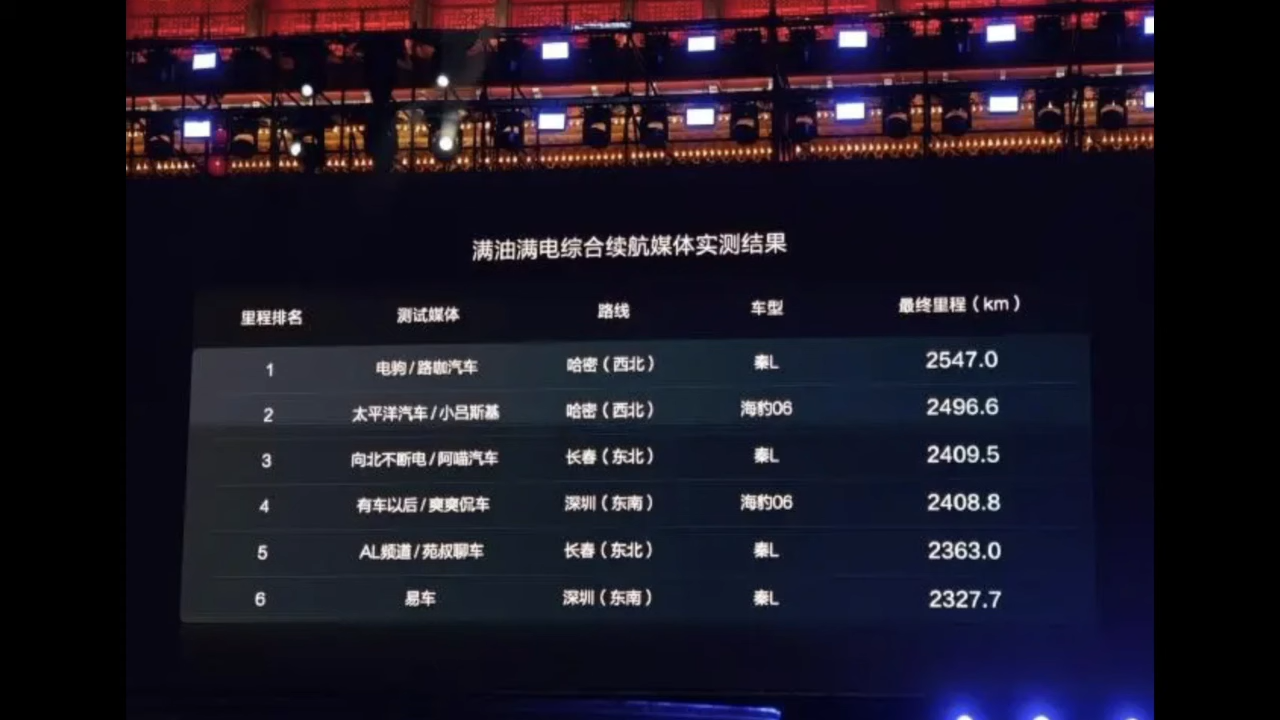 满油满电综合续航媒体实测结果
里程排名 测试媒体 路线 车型 最终里程（km）
1 电驹/路咖汽车 哈密（西北） 秦L 2547.0
2 太平洋汽车/小吕斯基 哈密（西北） 海豹06 2496.6
3 向北不断电/阿喵汽车 长春（东北） 秦L 2409.5
4 有车以后/爽爽侃车 深圳（东南） 海豹06 2408.8
5 AL频道/苑叔聊车 长春（东北） 秦L 2363.0
6 易车 深圳（东南） 秦L 2327.7